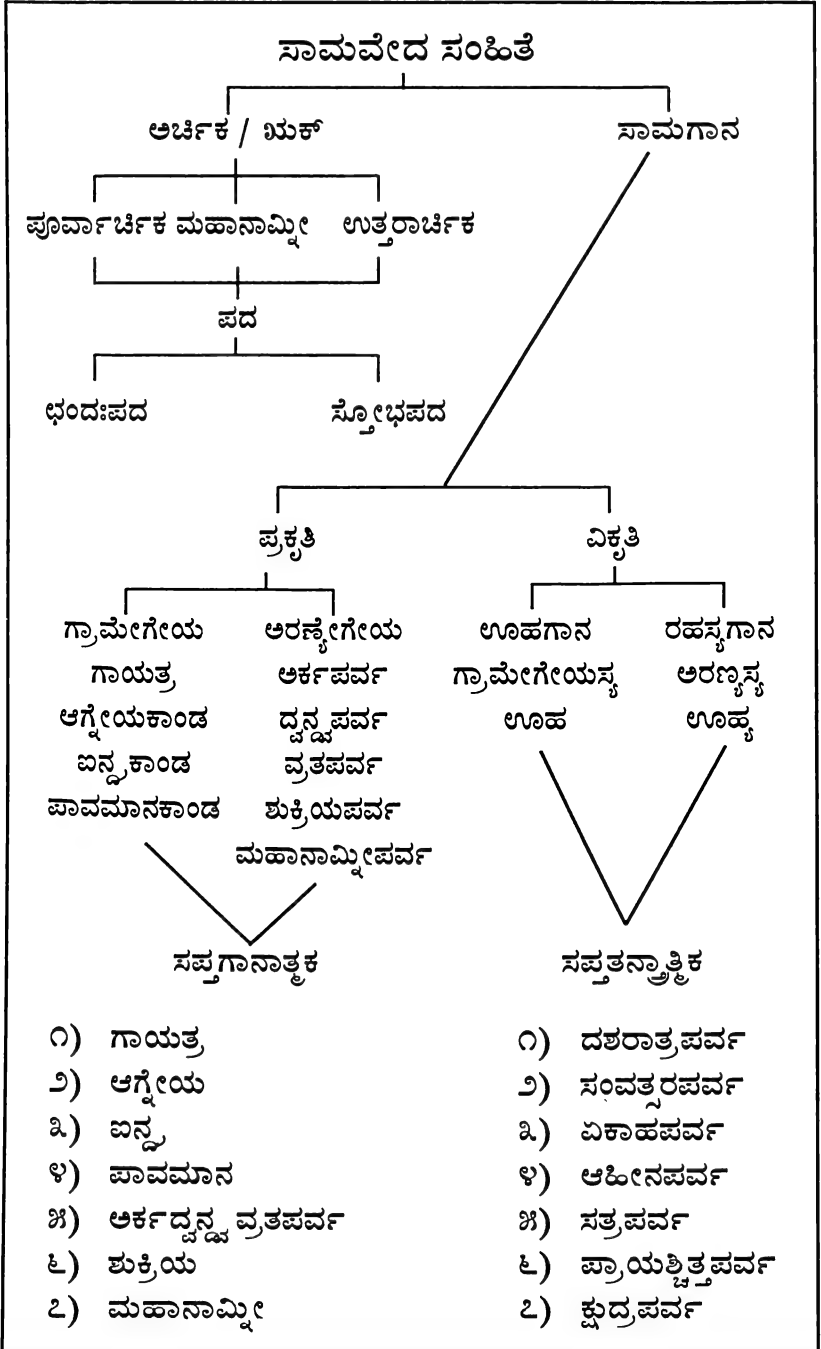 ಸಾಮವೇದ ಸಂಹಿತೆ
ಅರ್ಚಿಕ / ಋಕ್ ಸಾಮಗಾನ
ಪೂರ್ವಾರ್ಚಿಕ ಮಹಾನಾಮ್ನೀ ಉತ್ತರಾರ್ಚಿಕ
ಪದ
ಛಂದಃಪದ ಸ್ತೋಭಪದ
ಪ್ರಕೃತಿ ವಿಕೃತಿ
ಗ್ರಾಮೇಗೇಯ ಅರಣ್ಯೇಗೇಯ ಊಹಗಾನ ರಹಸ್ಯಗಾನ
ಗಾಯತ್ರ ಅರ್ಕಪರ್ವ ಗ್ರಾಮೇಗೇಯಸ್ಯ ಅರಣ್ಯಸ್ಯ
ಆಗ್ನೇಯಕಾಂಡ ದ್ವನ್ದ್ವಪರ್ವ ಊಹ ಊಹ್ಯ
ಐನ್ದ್ರಕಾಂಡ ವ್ರತಪರ್ವ
ಪಾವಮಾನಕಾಂಡ ಶುಕ್ರಿಯಪರ್ವ
ಮಹಾನಾಮ್ನೀಪರ್ವ
ಸಪ್ತಗಾನಾತ್ಮಕ ಸಪ್ತತನ್ತ್ರಾತ್ಮಿಕ
೧) ಗಾಯತ್ರ
೨) ಆಗ್ನೇಯ
೩) ಐನ್ದ್ರ
೪) ಪಾವಮಾನ
೫) ಅರ್ಕದ್ವನ್ದ್ವ ವ್ರತಪರ್ವ
೬) ಶುಕ್ರಿಯ
೭) ಮಹಾನಾಮ್ನೀ
೧) ದಶರಾತ್ರಪರ್ವ
೨) ಸಂವತ್ಸರಪರ್ವ
೩) ಏಕಾಹಪರ್ವ
೪) ಆಹೀನಪರ್ವ
೫) ಸತ್ರಪರ್ವ
೬) ಪ್ರಾಯಶ್ಚಿತ್ತಪರ್ವ
೭) ಕ್ಷುದ್ರಪರ್ವ